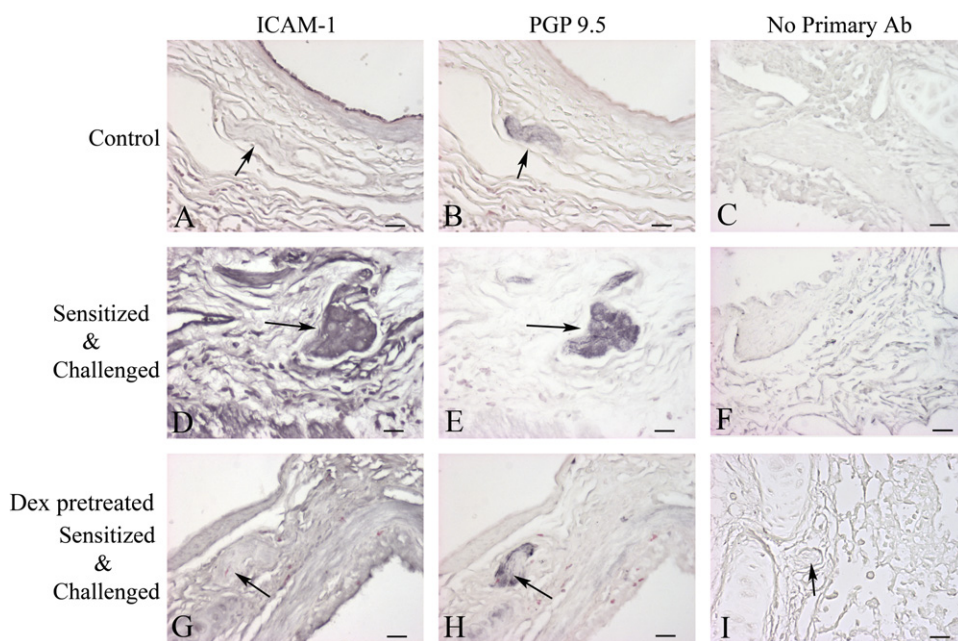 ICAM-1 PGP 9.5 No Primary Ab
Control
A B C
Sensitized
&
Challenged
D E F
Dex pretreated
Sensitized
&
Challenged
G H I